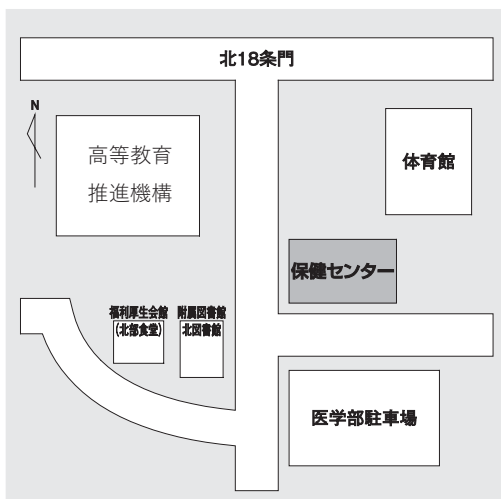 北18条門
N
高等教育
推進機構
体育館
保健センター
福利厚生会館
(北部食堂)
附属図書館
北図書館
医学部駐車場